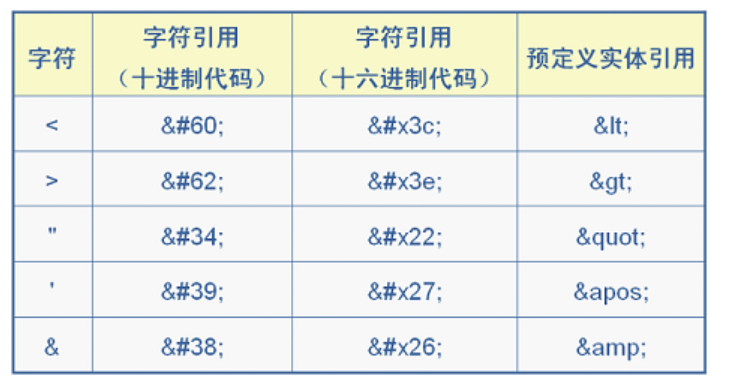 字符 字符引用 （十进制代码） 字符引用 （十六进制代码） 预定义实体引用
< &#60; &#x3c; &lt;
> &#62; &#x3e; &gt;
" &#34; &#x22; &quot;
' &#39; &#x27; &apos;
& &#38; &#x26; &amp;